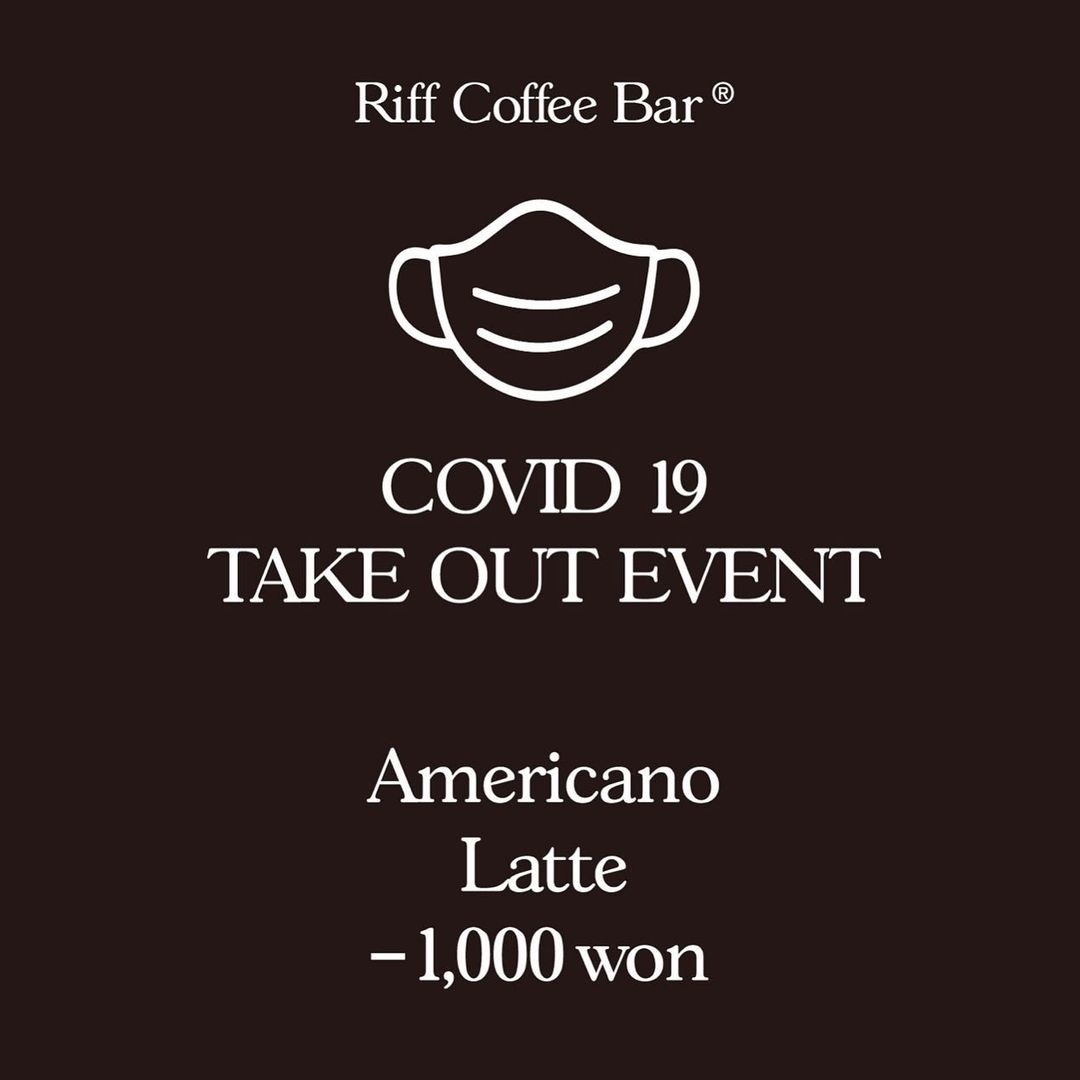 Riff Coffee Bar ®
COVID 19
TAKE OUT EVENT
Americano
Latte
–1,000 won